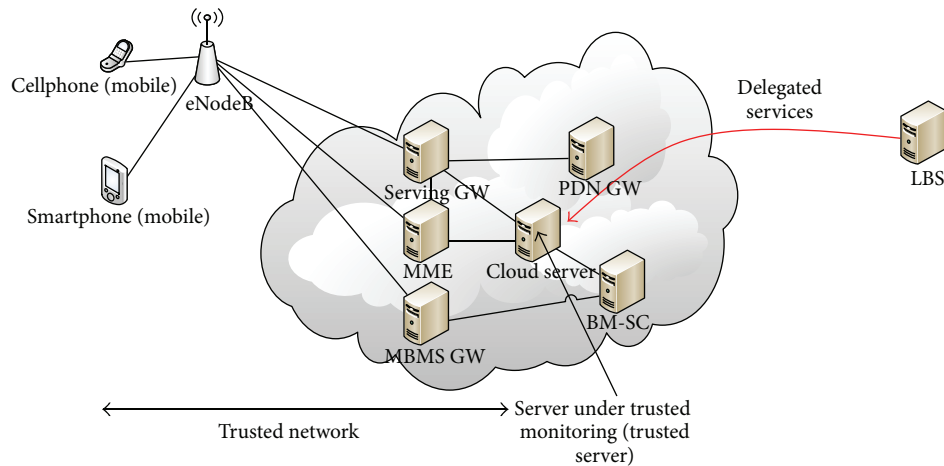 Cellphone (mobile)
eNodeB
Smartphone (mobile)
Serving GW
PDN GW
MME
Cloud server
MBMS GW
BM-SC
Delegated
services
LBS
Trusted network
Server under trusted
monitoring (trusted
server)